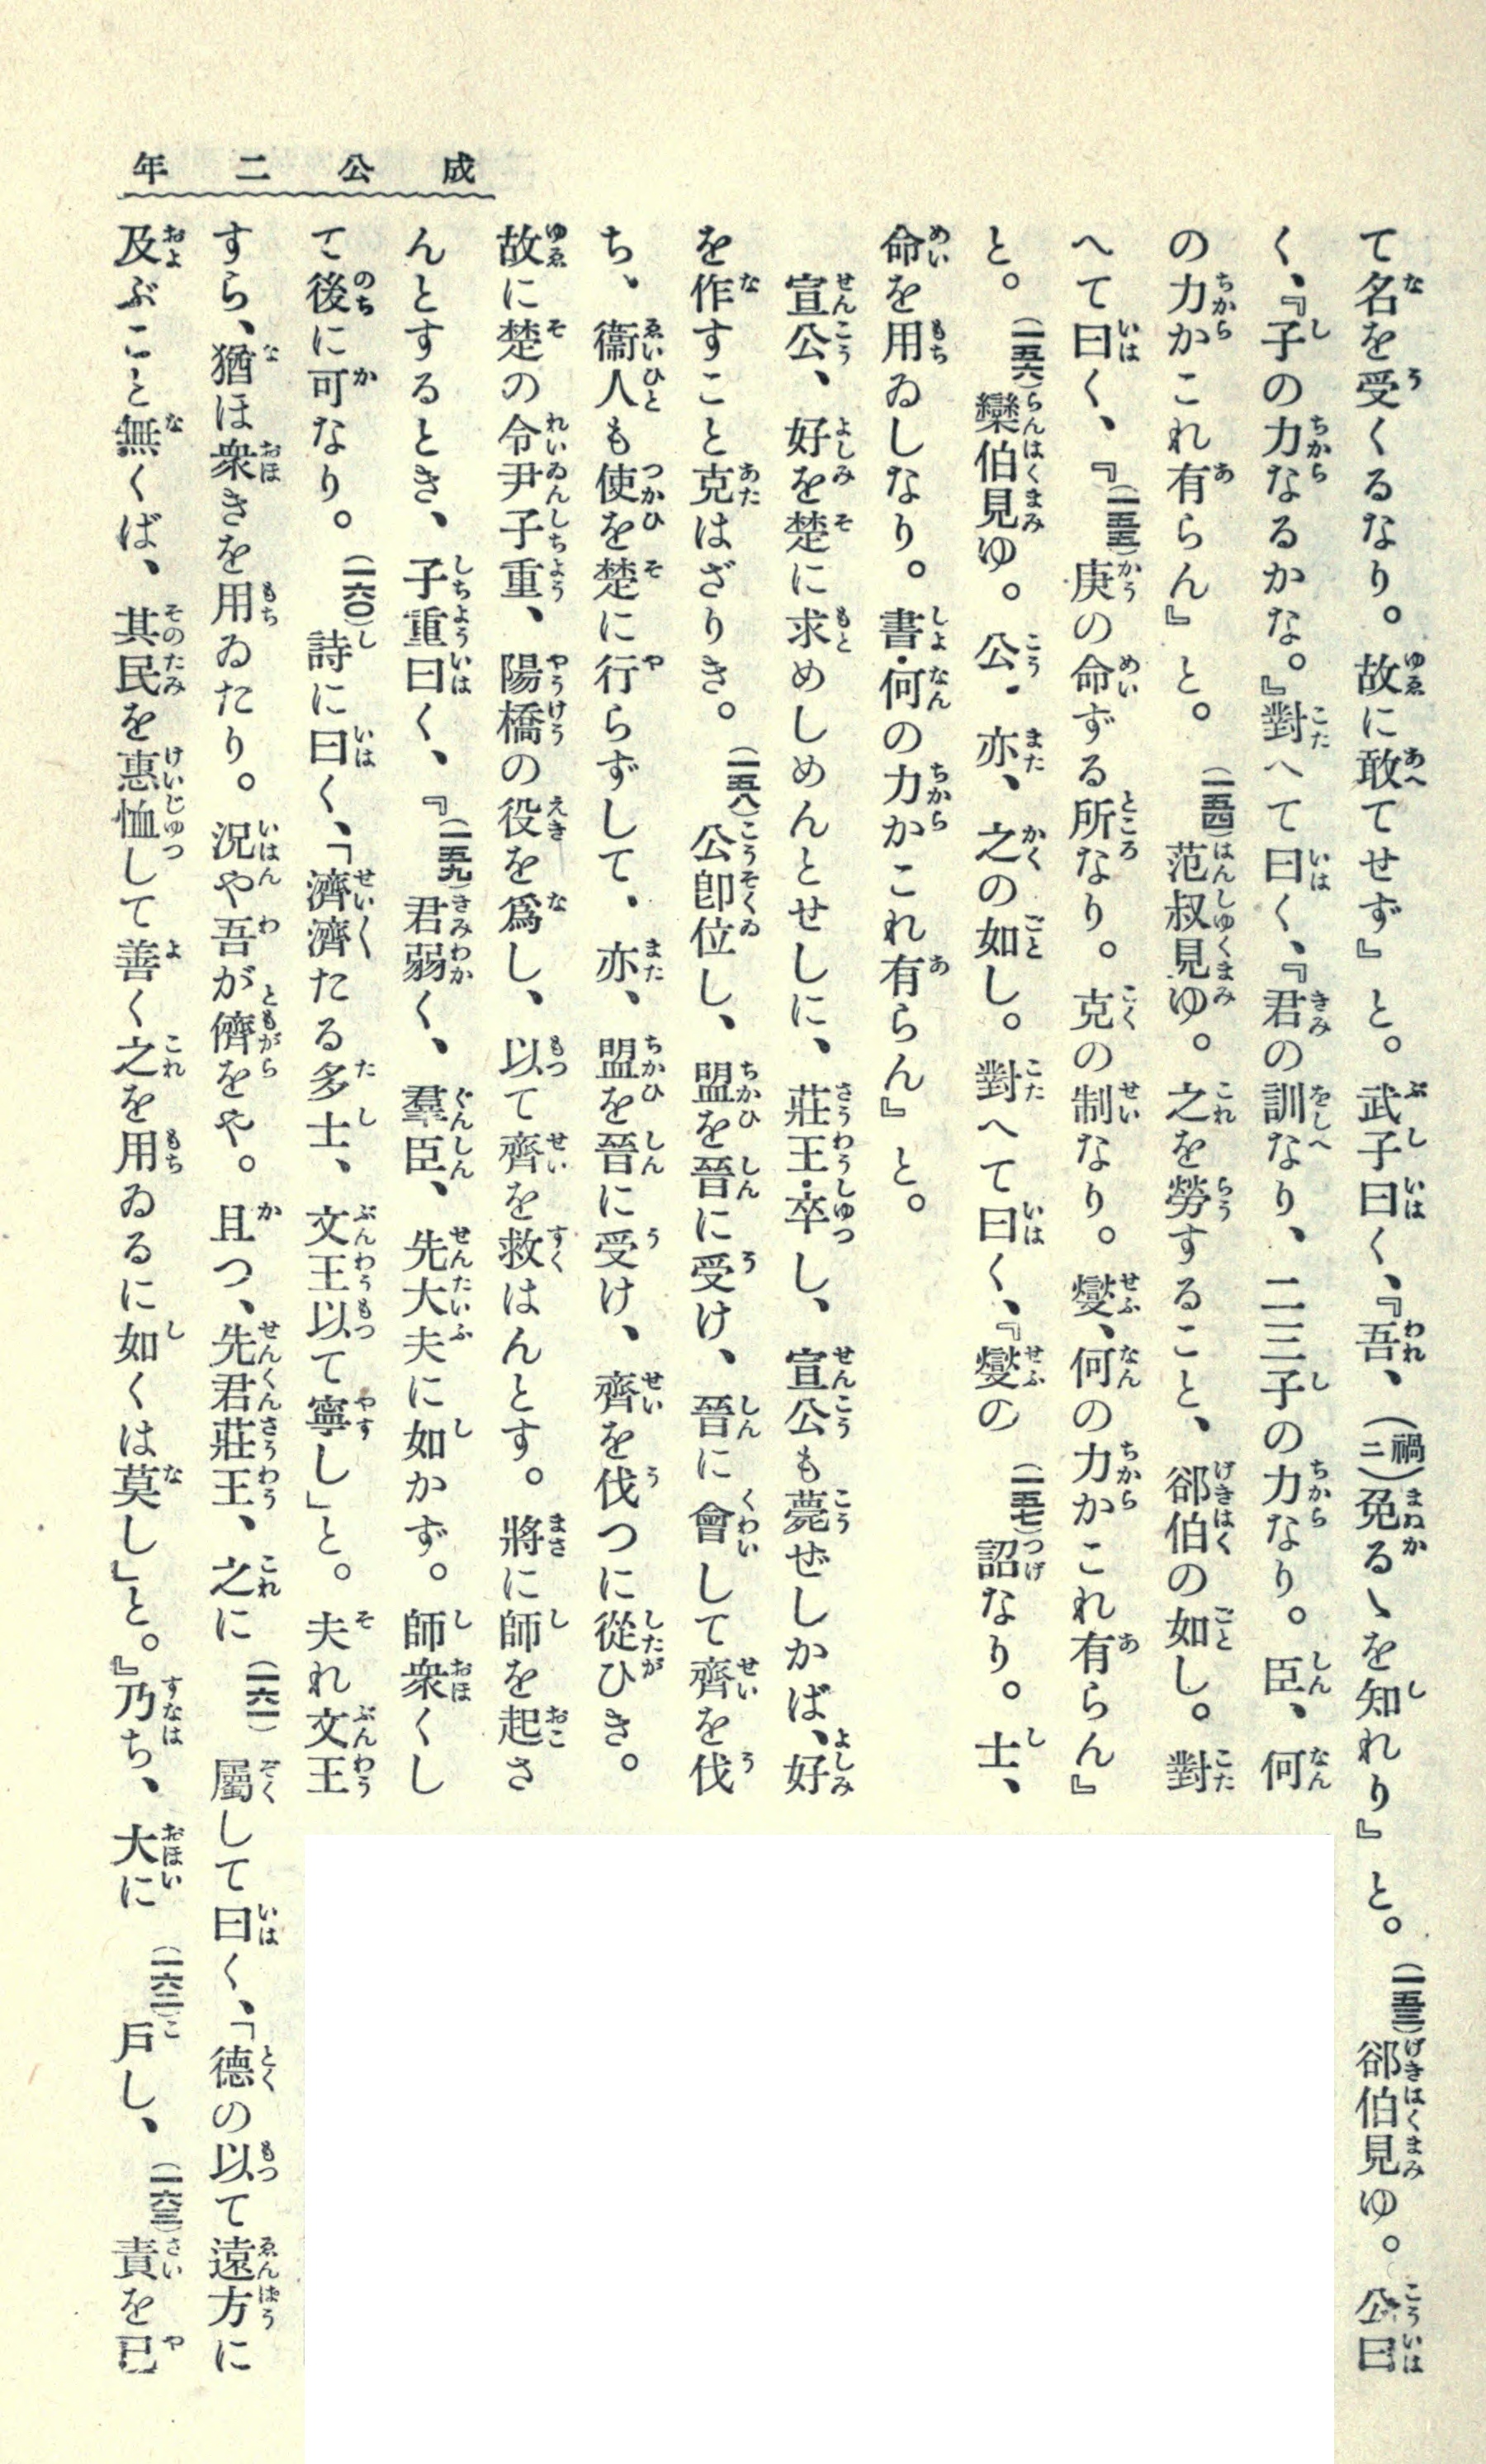 成公二年
て名を受くるなり。故に敢てせず』と。武子曰く、『吾、(禍ニ)免るゝを知れり』と。(一五三)郤伯見ゆ。公曰
く、『子の力なるかな。』對へて曰く、『君の訓なり、二三子の力なり。臣、何
の力かこれ有らん』と。(一五四)范叔見ゆ。之を勞すること、郤伯の如し。對
へて曰く、『(一五五)庚の命ずる所なり。克の制なり。燮、何の力かこれ有らん』
と。(一五六)欒伯見ゆ。公・亦、之の如し。對へて曰く、『燮の(一五七)詔なり。士、
命を用ゐしなり。書・何の力かこれ有らん』と。
宣公、好を楚に求めしめんとせしに、莊王・卒し、宣公も薨ぜしかば、好
を作すこと克はざりき。(一五八)公卽位し、盟を晉に受け、晉に會して齊を伐
ち、衞人も使を楚に行らずして、亦、盟を晉に受け、齊を伐つに從ひき。
故に楚の令尹子重、陽橋の役を爲し、以て齊を救はんとす。將に師を起さ
んとするとき、子重曰く、『(一五九)君弱く、羣臣、先大夫に如かず。師衆くし
て後に可なり。(一六〇)詩に曰く、「濟濟たる多士、文王以て寧し」と。夫れ文王
すら、猶ほ衆きを用ゐたり。況や吾が儕をや。且つ、先君莊王、之に(一六一)屬して曰く、「德の以て遠方に
及ぶこと無くば、其民を惠恤して善く之を用ゐるに如くは莫し」と。』乃ち、大に(一六二)戶し、(一六三)責を已